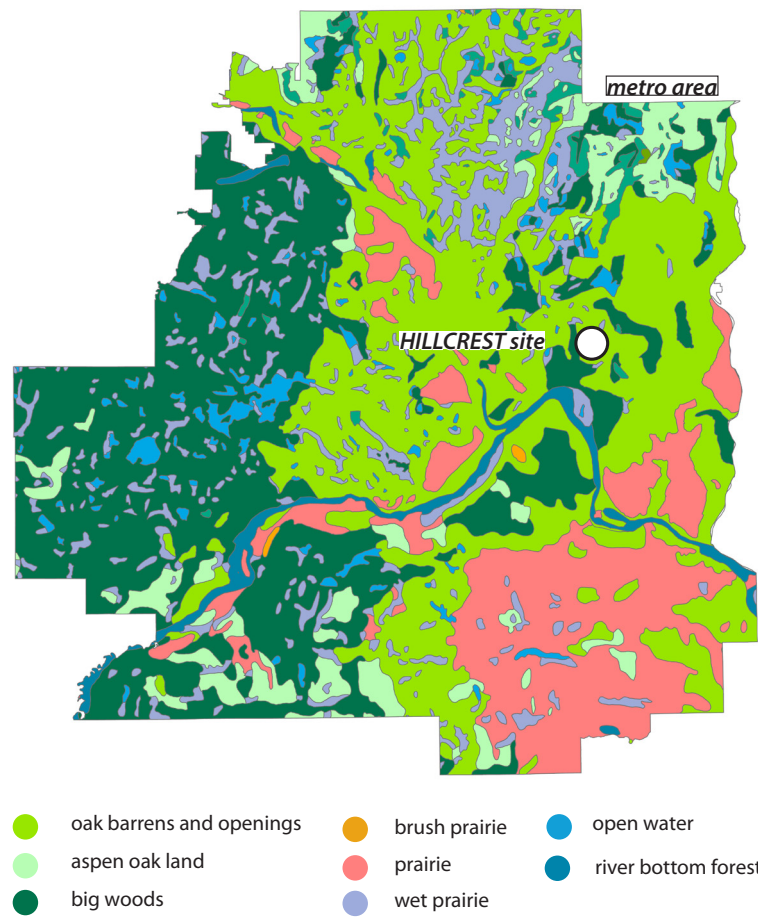 metro area
HILLCREST site
oak barrens and openings
aspen oak land
big woods
brush prairie
prairie
wet prairie
open water
river bottom forest